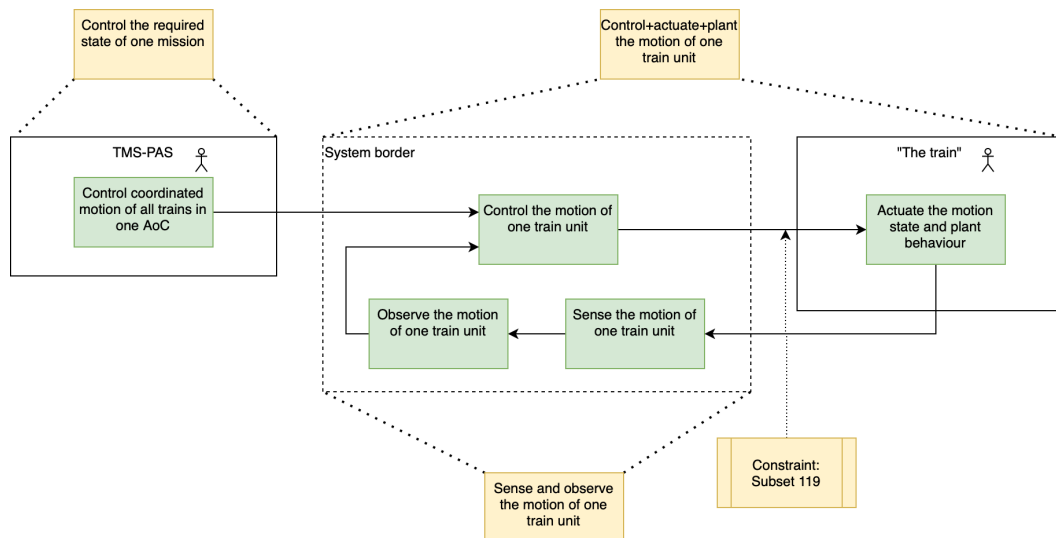 Control the required
state of one mission
Control+actuate+plant
the motion of one
train unit
TMS-PAS
Control coordinated
motion of all trains in
one AoC
System border
Control the motion of
one train unit
Observe the motion
of one train unit
Sense the motion of
one train unit
"The train"
Actuate the motion
state and plant
behaviour
Constraint:
Subset 119
Sense and observe
the motion of one
train unit